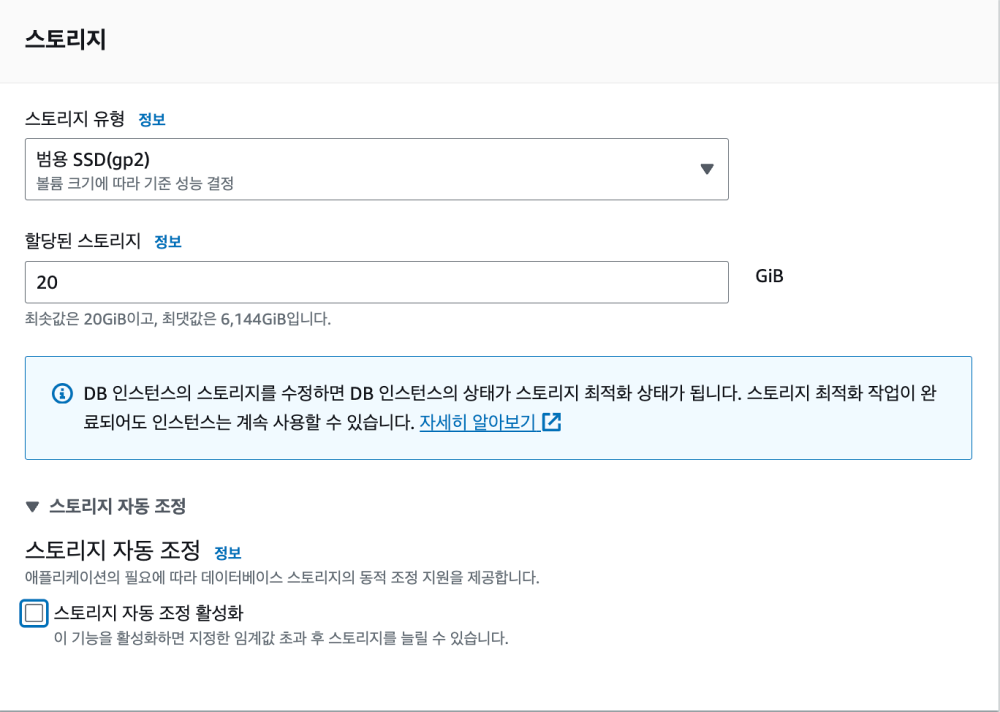 스토리지
스토리지 유형 정보
범용 SSD(gp2)
볼륨 크기에 따라 기준 성능 결정
할당된 스토리지 정보
20
GiB
최솟값은 20GiB이고, 최댓값은 6,144GiB입니다.
DB 인스턴스의 스토리지를 수정하면 DB 인스턴스의 상태가 스토리지 최적화 상태가 됩니다. 스토리지 최적화 작업이 완
료되어도 인스턴스는 계속 사용할 수 있습니다. 자세히 알아보기
스토리지 자동 조정
스토리지 자동 조정 정보
애플리케이션의 필요에 따라 데이터베이스 스토리지의 동적 조정 지원을 제공합니다.
스토리지 자동 조정 활성화
이 기능을 활성화하면 지정한 임계값 초과 후 스토리지를 늘릴 수 있습니다.